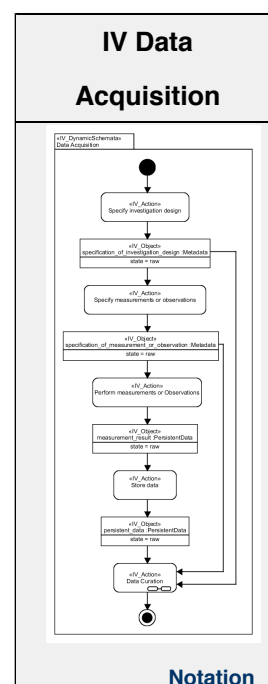 IV Data
Acquisition
«IV_DynamicSchemata»
Data Acquisition
«IV_Action»
Specify investigation design
«IV_Object»
specification_of_investigation_design :Metadata
state = raw
«IV_Action»
Specify measurements or observations
«IV_Object»
specification_of_measurement_or_observation :Metadata
state = raw
«IV_Action»
Perform measurements or Observations
«IV_Object»
measurement_result :PersistentData
state = raw
«IV_Action»
Store data
«IV_Object»
persistent_data :PersistentData
state = raw
«IV_Action»
Data Curation
Notation